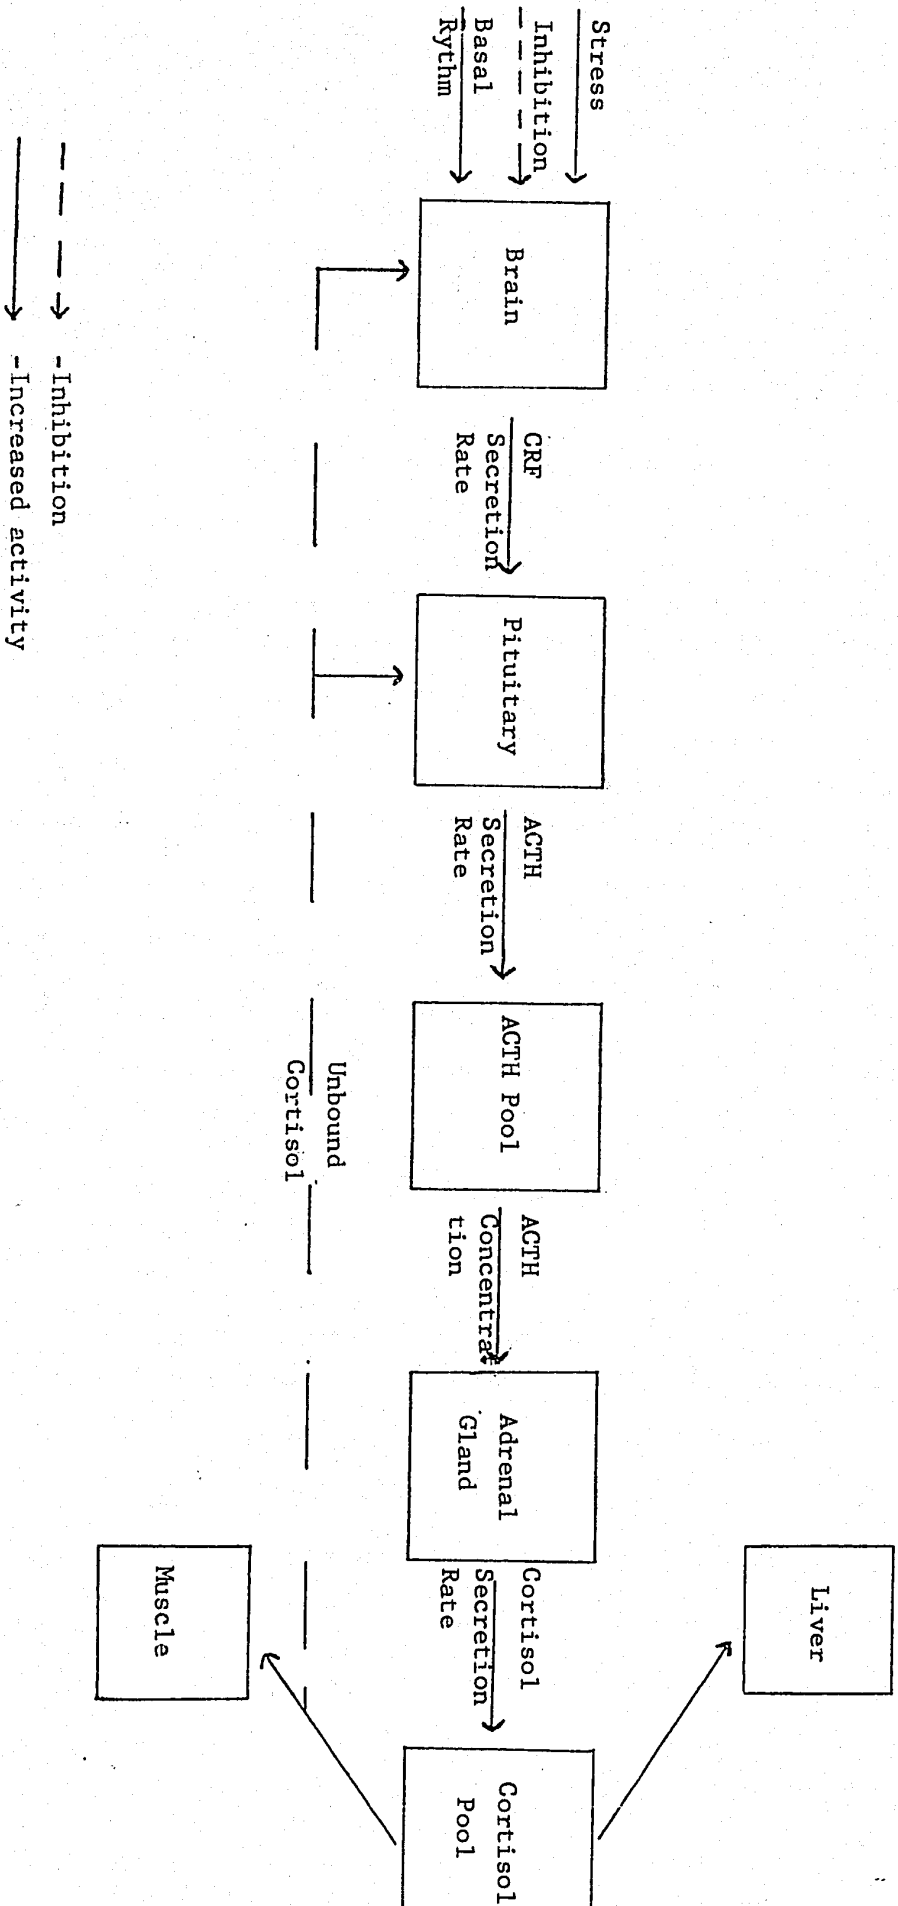 Stress
Inhibition
Basal
Rythm
Brain
CRF
Secretion
Rate
Pituitary
ACTH
Secretion
Rate
ACTH Pool
ACTH
Concentra-
tion
Adrenal
Gland
Cortisol
Secretion
Rate
Cortisol
Pool
Liver
Muscle
Unbound
Cortisol
-Inhibition
-Increased activity